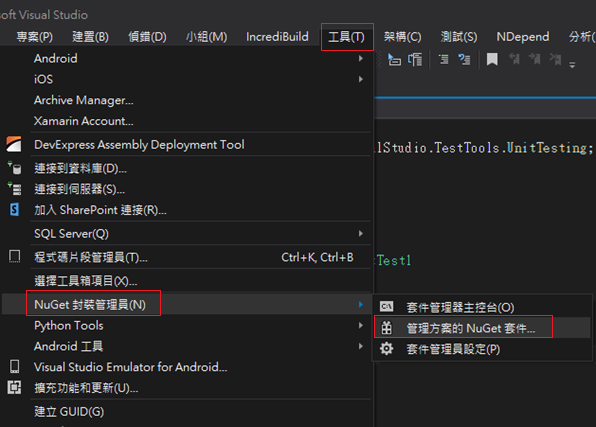 soft Visual Studio
專案(P) 建置(B) 偵錯(D) 小組(M) IncrediBuild 工具(T) 架構(C) 測試(S) NDepend 分析(
Android
iOS
Archive Manager...
Xamarin Account...
DevExpress Assembly Deployment Tool
連接到資料庫(D)...
連接到伺服器(S)...
加入 SharePoint 連接(R)...
SQL Server(Q)
程式碼片段管理員(T)... Ctrl+K, Ctrl+B
選擇工具箱項目(X)...
NuGet 封裝管理員(N)
Python Tools
Android 工具
Visual Studio Emulator for Android...
擴充功能和更新(U)...
建立 GUID(G)
套件管理器主控台(O)
管理方案的 NuGet 套件...
套件管理員設定(P)
alStudio.TestTools.UnitTesting;
tTest1